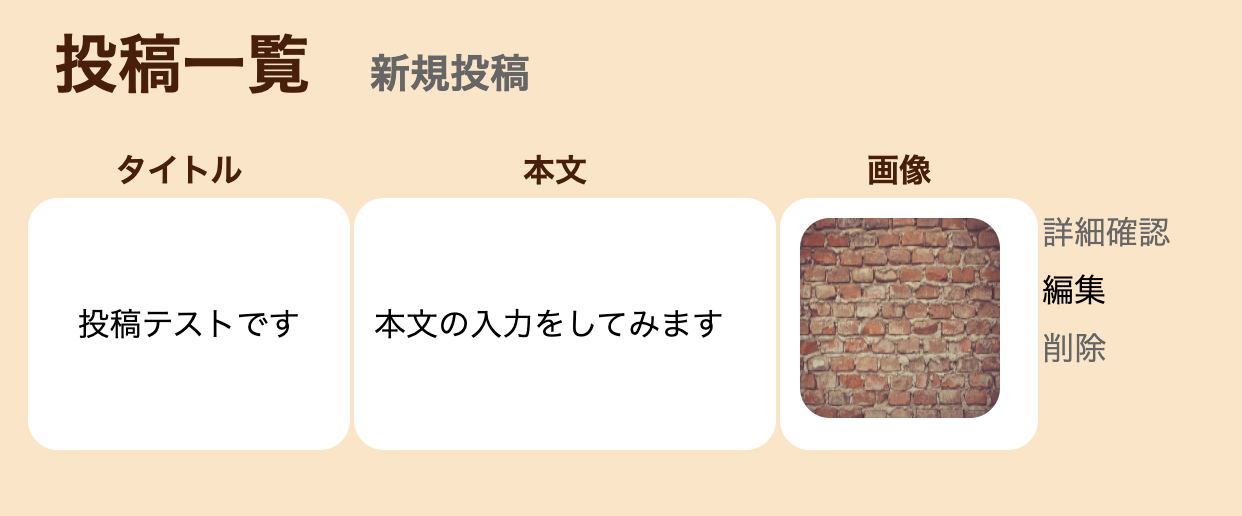 投稿一覧 新規投稿
タイトル 本文 画像
投稿テストです 本文の入力をしてみます
詳細確認
編集
削除